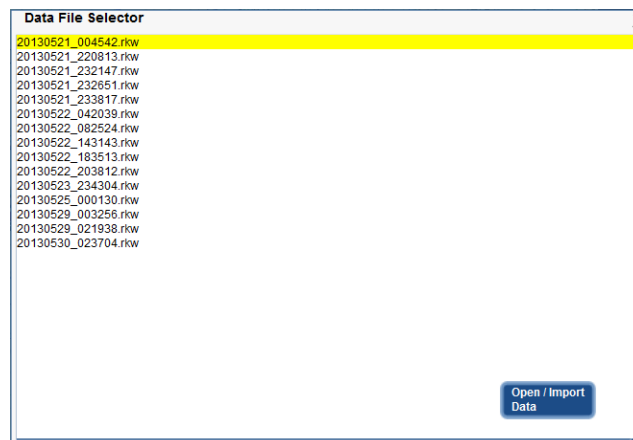 Data File Selector
20130521_004542.rkw
20130521_220813.rkw
20130521_232147.rkw
20130521_232651.rkw
20130521_233817.rkw
20130522_042039.rkw
20130522_082524.rkw
20130522_143143.rkw
20130522_183513.rkw
20130522_203812.rkw
20130523_234304.rkw
20130525_000130.rkw
20130529_003256.rkw
20130529_021938.rkw
20130530_023704.rkw
Open / Import
Data